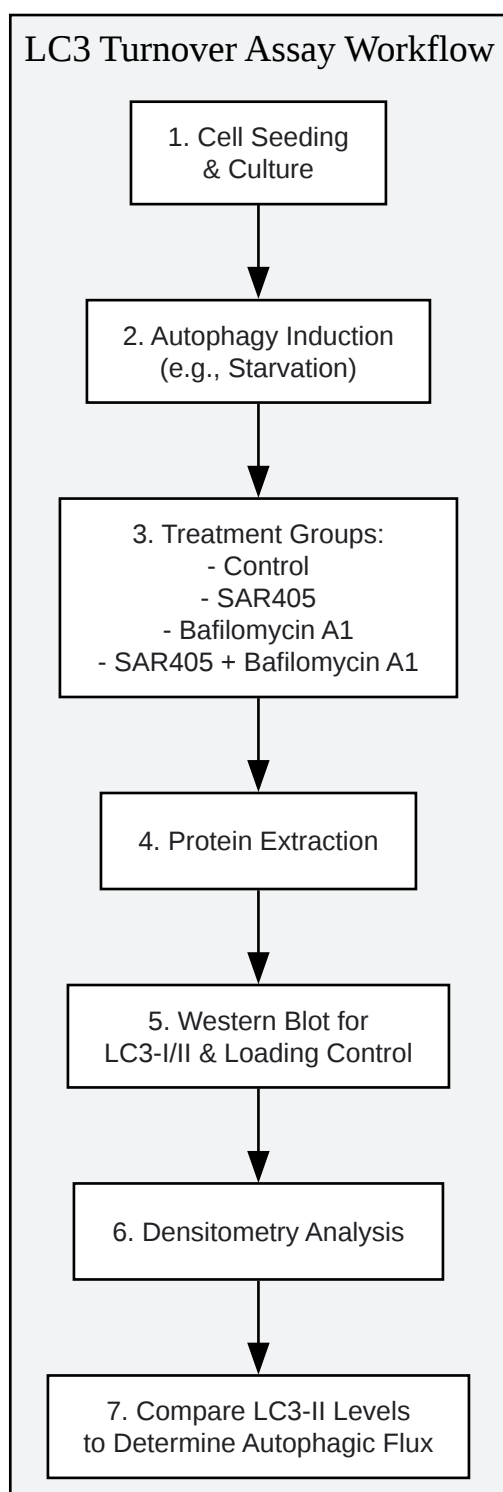 LC3 Turnover Assay Workflow
1. Cell Seeding
& Culture
2. Autophagy Induction
(e.g., Starvation)
3. Treatment Groups:
- Control
- SAR405
- Bafilomycin A1
- SAR405 + Bafilomycin A1
4. Protein Extraction
5. Western Blot for
LC3-I/II & Loading Control
6. Densitometry Analysis
7. Compare LC3-II Levels
to Determine Autophagic Flux